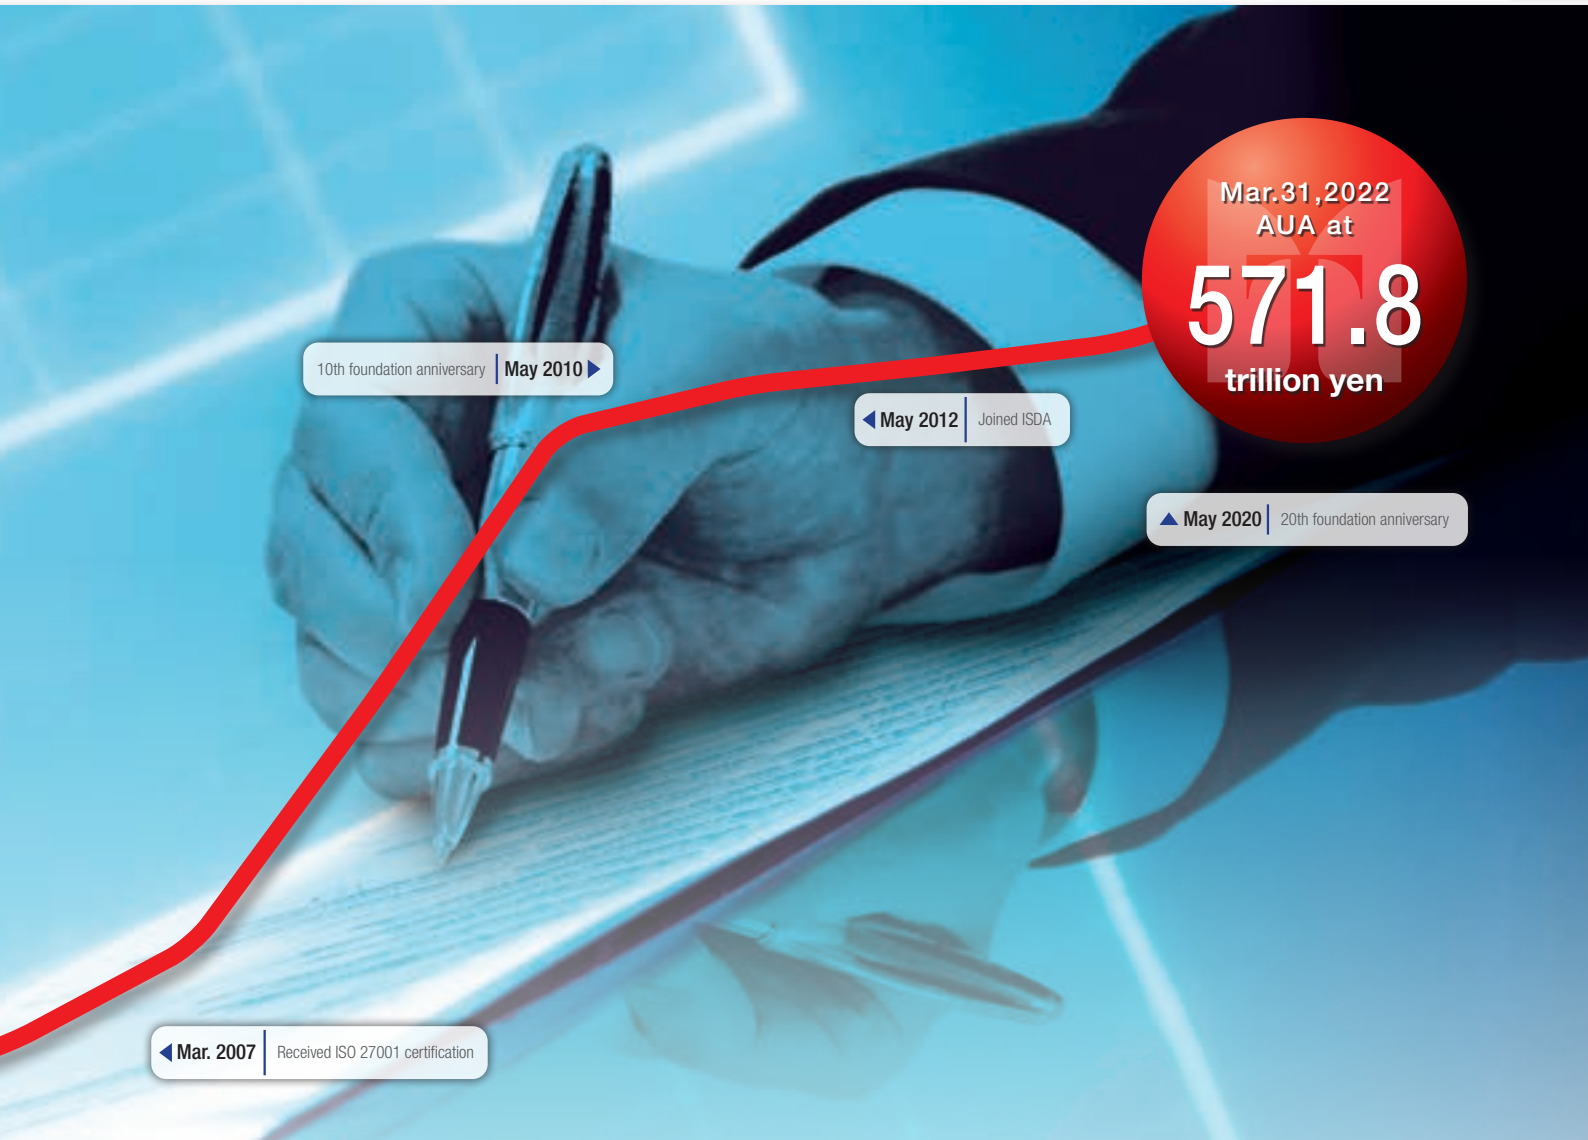 Mar.31,2022
AUA at
571.8
trillion yen
10th foundation anniversary May 2010 ▶
◀ May 2012 Joined ISDA
▲ May 2020 20th foundation anniversary
◀ Mar. 2007 Received ISO 27001 certification